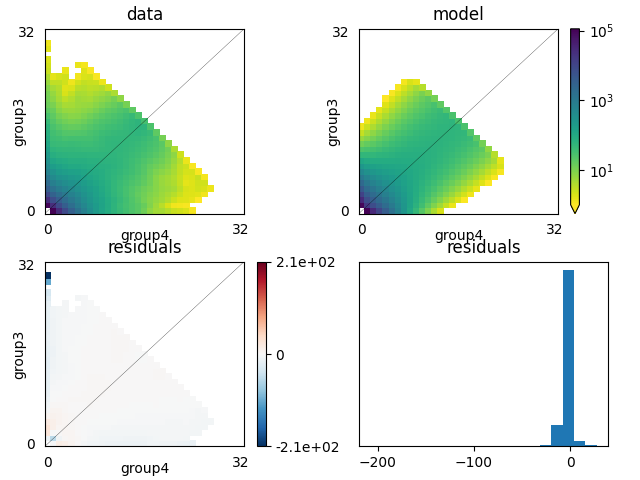 data
model
32
32
group3
group3
10^5
10^3
10^1
0
0
0
32
0
32
group4
group4
residuals
residuals
32
2.1e+02
group3
0
0
-2.1e+02
0
32
-200
-100
0
group4